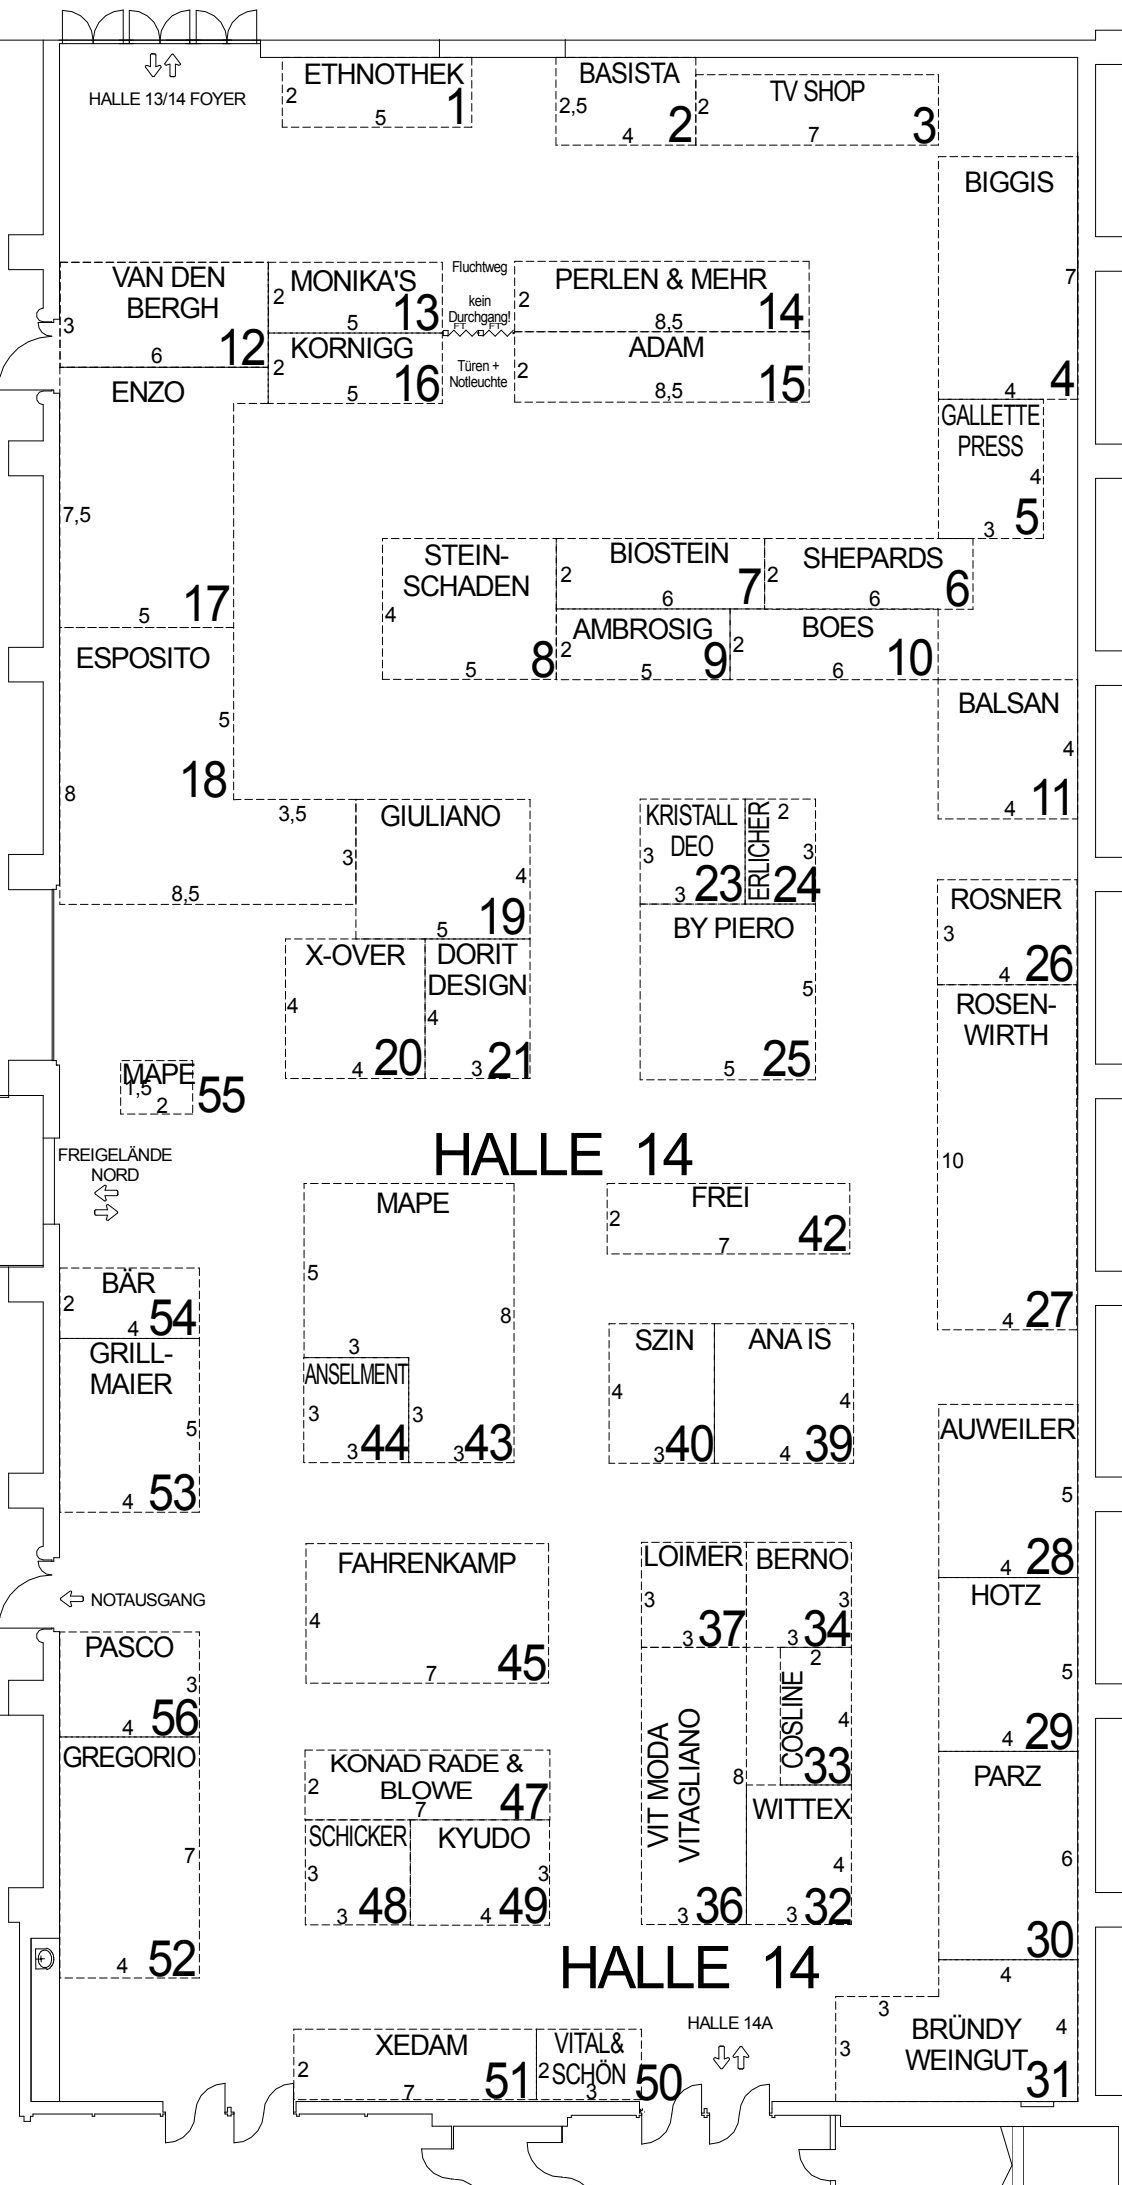 HALLE 13/14 FOYER
ETHNOTHEK
2
5
1
BASISTA
2,5
4
2
TV SHOP
2
7
3
BIGGIS
7
4
4
VAN DEN
BERGH
3
6
12
MONIKA'S
2
5
13
Fluchtweg
kein
Durchgang!
FT
FT
Türen +
Notleuchte
PERLEN & MEHR
2
8,5
14
KORNIGG
2
5
16
ADAM
2
8,5
15
ENZO
7,5
5
17
GALLETTE
PRESS
4
3
5
STEIN-
SCHADEN
4
5
8
BIOSTEIN
2
6
7
SHEPARDS
2
6
6
AMBROSIG
2
5
9
BOES
2
6
10
ESPOSITO
5
18
8
3,5
3
8,5
BALSAN
4
4
11
GIULIANO
4
5
19
KRISTALL
DEO
3
3
23
ERLICHER
2
3
24
X-OVER
4
4
20
DORIT
DESIGN
4
3
21
BY PIERO
5
5
25
ROSNER
3
4
26
ROSEN-
WIRTH
10
4
27
MAPE
1,5
2
55
HALLE 14
FREIGELÄNDE
NORD
MAPE
5
8
3
3
3
43
FREI
2
7
42
BÄR
2
4
54
GRILL-
MAIER
5
4
53
ANSELMENT
3
3
44
SZIN
4
3
40
ANA IS
4
4
39
AUWEILER
5
4
28
NOTAUSGANG
FAHRENKAMP
4
7
45
LOIMER
3
3
37
BERNO
3
3
34
HOTZ
5
4
29
PASCO
3
4
56
GREGORIO
7
4
52
COSLINE
2
4
33
VIT MODA
VITAGLIANO
8
3
36
KONAD RADE &
BLOWE
2
7
47
WITTEX
4
3
32
PARZ
6
30
4
SCHICKER
3
3
48
KYUDO
3
4
49
HALLE 14
HALLE 14A
XEDAM
2
7
51
VITAL&
SCHÖN
2
3
50
3
3
BRÜNDY
WEINGUT
4
31